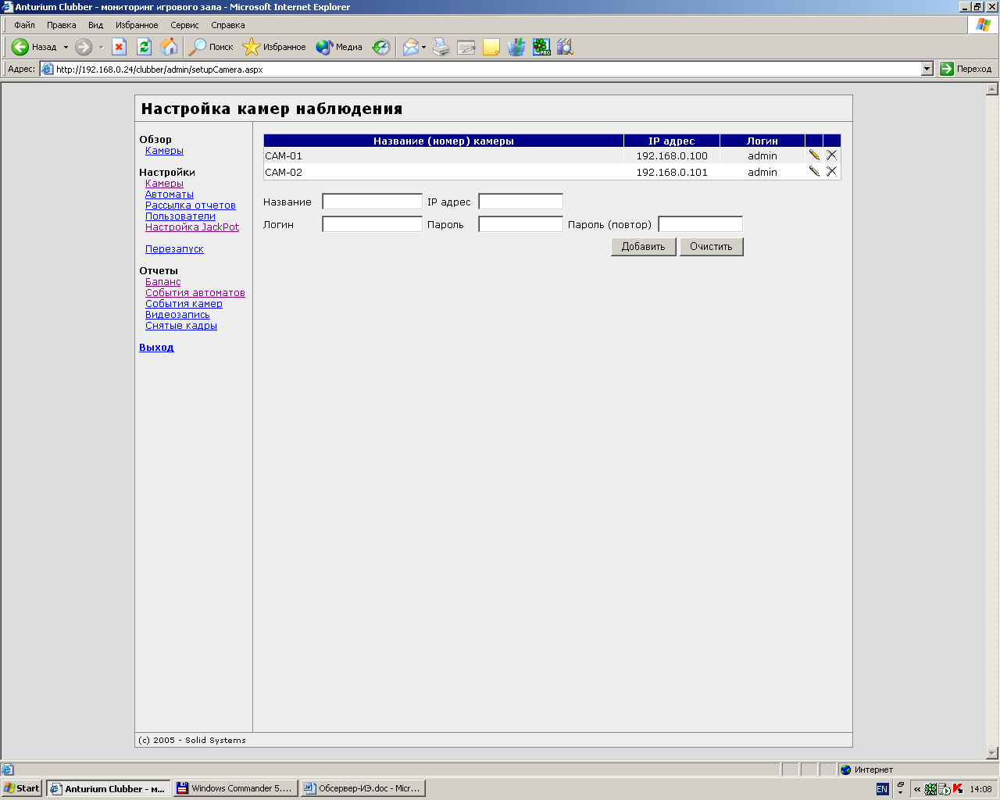 Anturium Clubber - мониторинг игрового зала - Microsoft Internet Explorer
Файл Правка Вид Избранное Сервис Справка
Назад Поиск Избранное Медиа PRO
Адрес: http://192.168.0.24/clubber/admin/setupCamera.aspx Переход
Настройка камер наблюдения
Обзор
Камеры
Настройки
Камеры
Автоматы
Рассылка отчетов
Пользователи
Настройка JackPot
Перезапуск
Отчеты
Баланс
События автоматов
События камер
Видеозапись
Снятые кадры
Выход
Название (номер) камеры IP адрес Логин
CAM-01 192.168.0.100 admin
CAM-02 192.168.0.101 admin
Название IP адрес
Логин Пароль Пароль (повтор)
Добавить Очистить
(c) 2005 - Solid Systems
Интернет
Start Anturium Clubber - м... Windows Commander 5.... Обсервер-ИЭ.doc - Micr... EN « 14:08